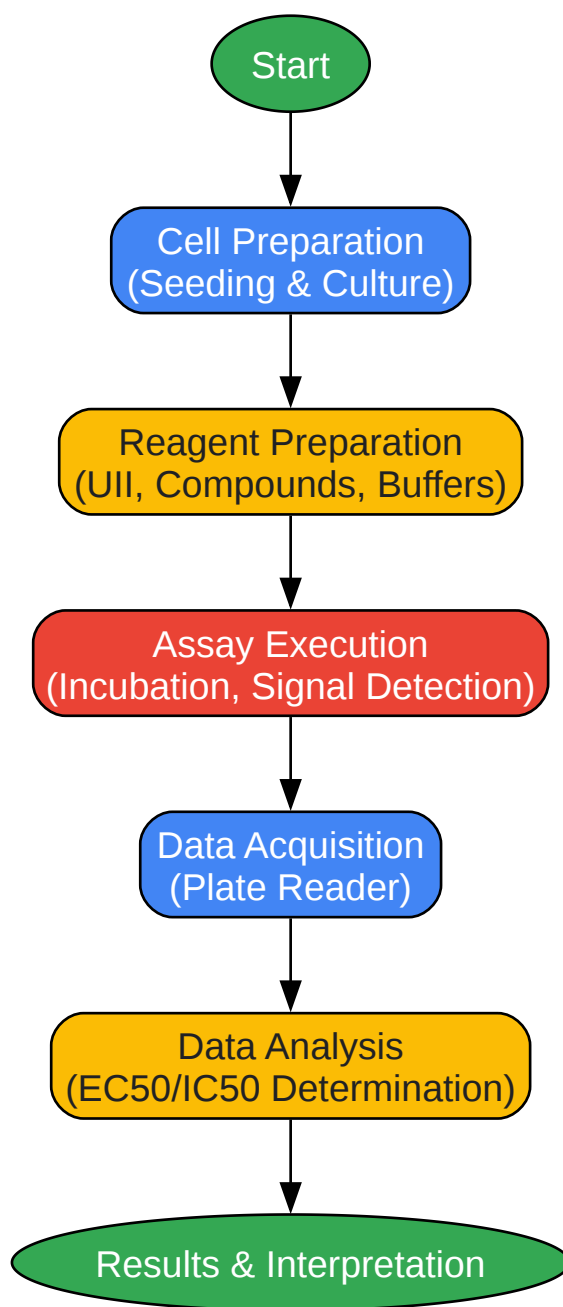 Start
Cell Preparation
(Seeding & Culture)
Reagent Preparation
(UII, Compounds, Buffers)
Assay Execution
(Incubation, Signal Detection)
Data Acquisition
(Plate Reader)
Data Analysis
(EC50/IC50 Determination)
Results & Interpretation